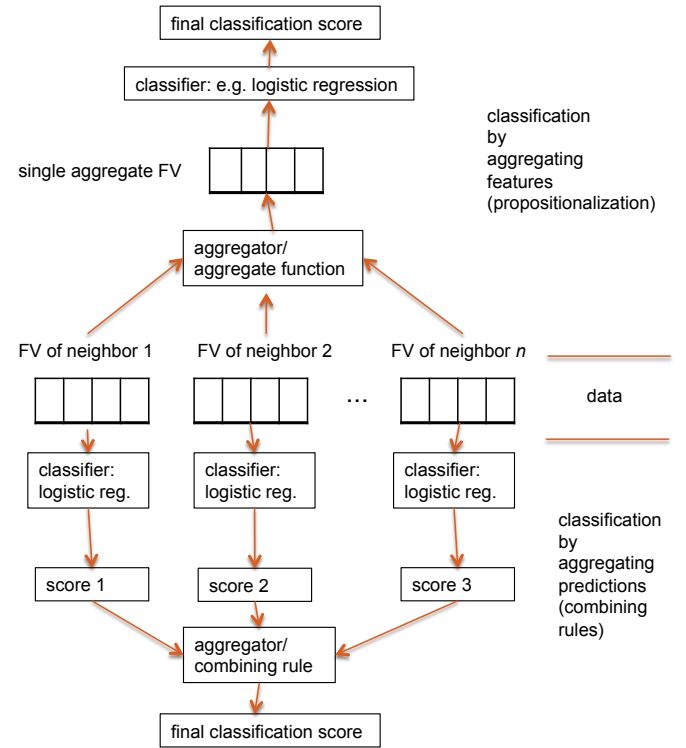 final classification score
classifier: e.g. logistic regression
classification
by
aggregating
features
(propositionalization)
single aggregate FV
aggregator/
aggregate function
FV of neighbor 1
FV of neighbor 2
FV of neighbor n
...
data
classifier:
logistic reg.
classifier:
logistic reg.
classifier:
logistic reg.
classification
by
aggregating
predictions
(combining
rules)
score 1
score 2
score 3
aggregator/
combining rule
final classification score